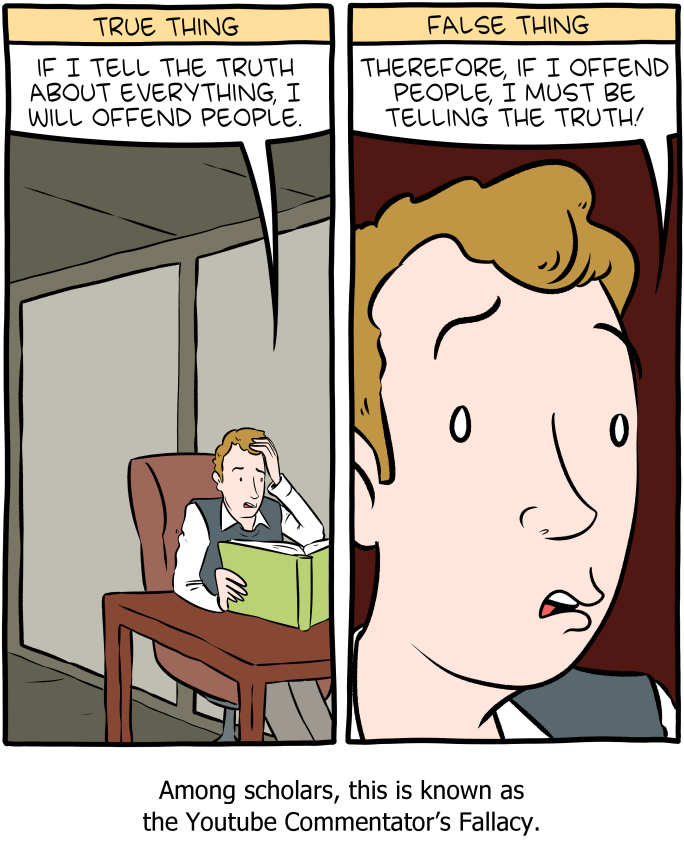 TRUE THING
IF I TELL THE TRUTH
ABOUT EVERYTHING, I
WILL OFFEND PEOPLE.
FALSE THING
THEREFORE, IF I OFFEND
PEOPLE, I MUST BE
TELLING THE TRUTH!
Among scholars, this is known as
the Youtube Commentator's Fallacy.